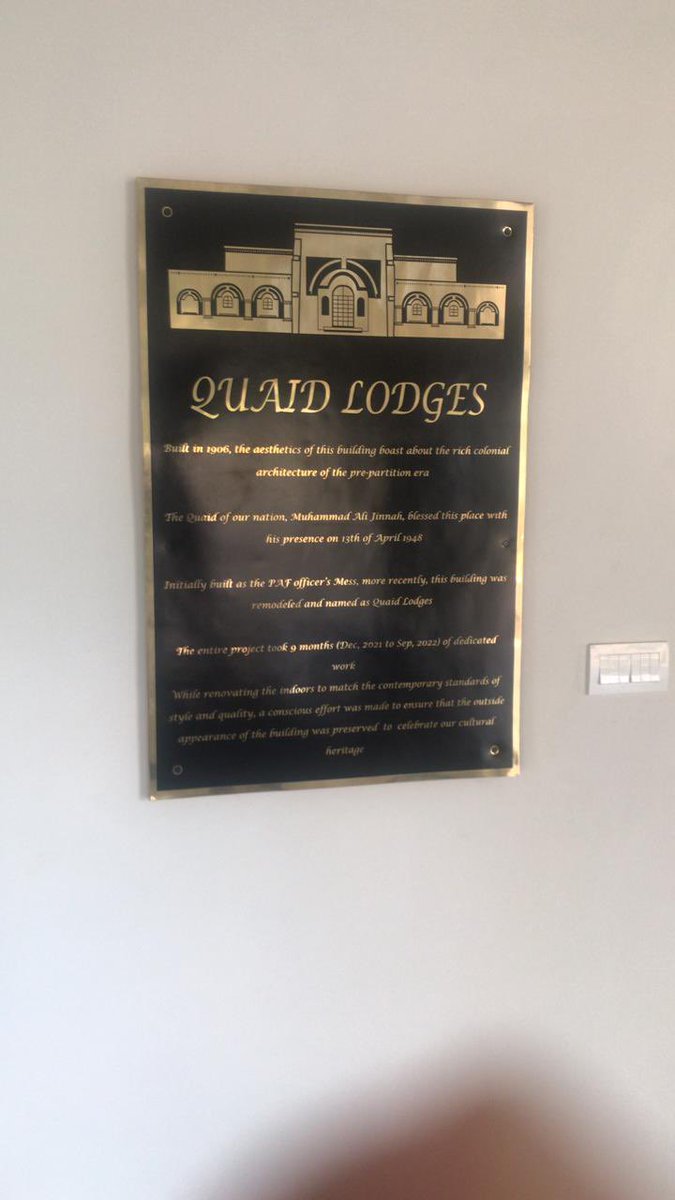 QUAID LODGES
Built in 1906, the aesthetics of this building boast about the rich colonial
architecture of the pre-partition era
The Quaid of our nation, Muhammad Ali Jinnah, blessed this place with
his presence on 13th of April 1948
Initially built as the PAF officer's Mess, more recently, this building was
remodeled and named as Quaid Lodges
The entire project took 9 months (Dec, 2021 to Sep, 2022) of dedicated
work
While renovating the indoors to match the contemporary standards of
style and quality, a conscious effort was made to ensure that the outside
appearance of the building was preserved to celebrate our cultural
heritage